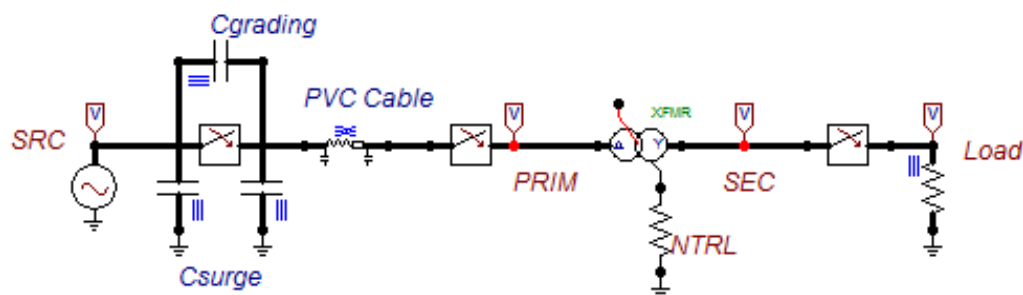 Cgrading
PVC Cable
XFMR
SRC
V
V
V
V
Load
Δ
Y
PRIM
SEC
NTRL
Csurge